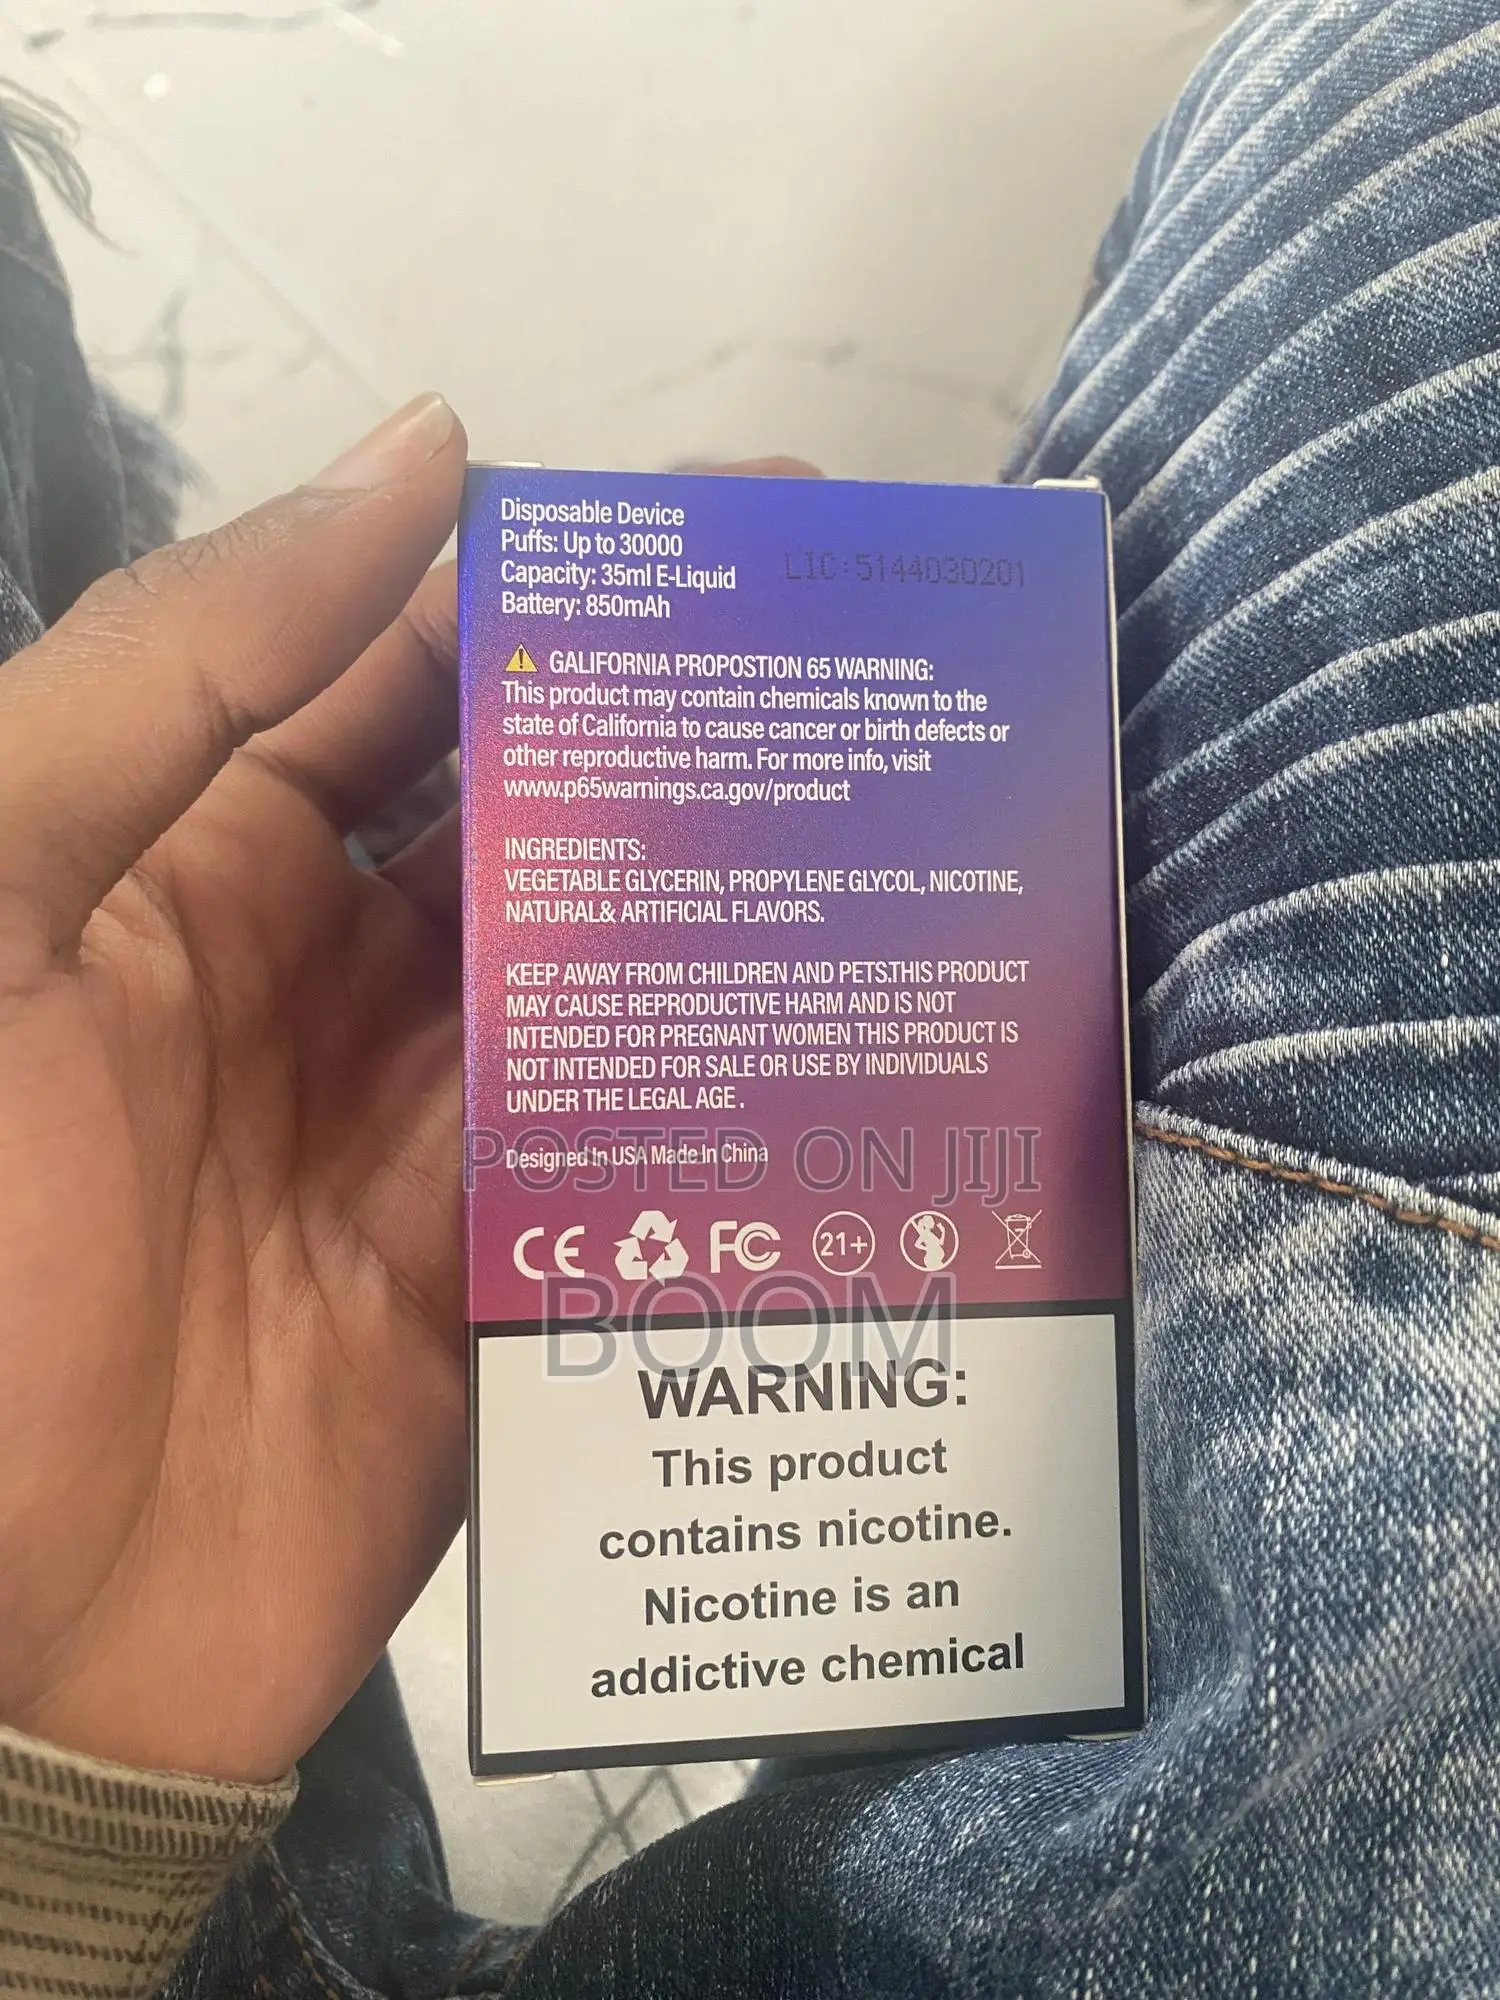 Disposable Device
Puffs: Up to 30000
Capacity: 35ml E-Liquid
Battery: 850mAh
LIC:5144030201
GALIFORNIA PROPOSTION 65 WARNING:
This product may contain chemicals known to the
state of California to cause cancer or birth defects or
other reproductive harm. For more info, visit
www.p65warnings.ca.gov/product
INGREDIENTS:
VEGETABLE GLYCERIN, PROPYLENE GLYCOL, NICOTINE,
NATURAL& ARTIFICIAL FLAVORS.
KEEP AWAY FROM CHILDREN AND PETS.THIS PRODUCT
MAY CAUSE REPRODUCTIVE HARM AND IS NOT
INTENDED FOR PREGNANT WOMEN THIS PRODUCT IS
NOT INTENDED FOR SALE OR USE BY INDIVIDUALS
UNDER THE LEGAL AGE .
Designed In USA Made In China
POSTED ON JIJI
CE FC 21+
BOOM
WARNING:
This product
contains nicotine.
Nicotine is an
addictive chemical